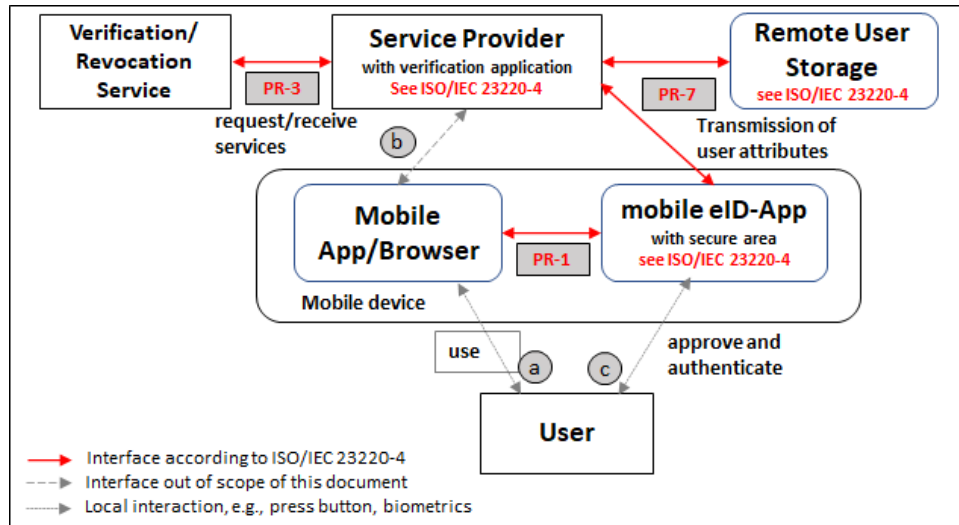 Verification/
Revocation
Service
Service Provider
with verification application
See ISO/IEC 23220-4
Remote User
Storage
see ISO/IEC 23220-4
PR-3
PR-7
request/receive
services
b
Transmission of
user attributes
Mobile
App/Browser
mobile eID-App
with secure area
see ISO/IEC 23220-4
PR-1
Mobile device
use
a
c
approve and
authenticate
User
Interface according to ISO/IEC 23220-4
Interface out of scope of this document
Local interaction, e.g., press button, biometrics